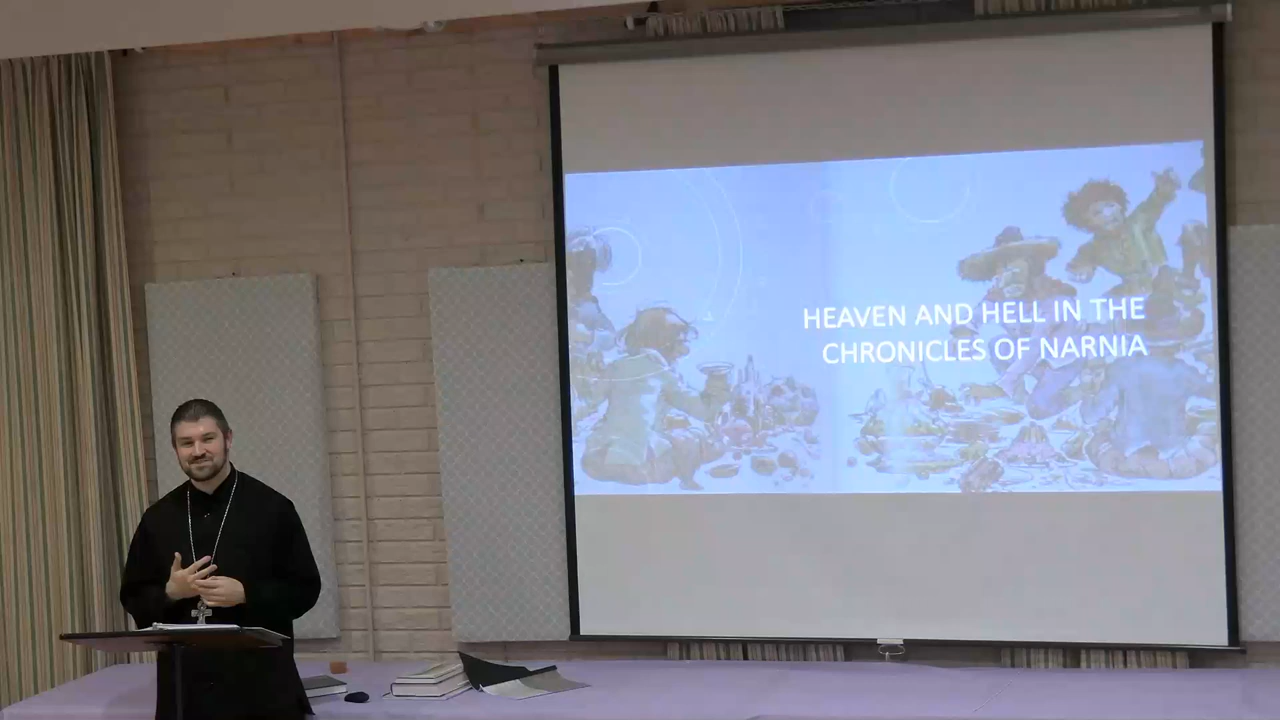 HEAVEN AND HELL IN THE
CHRONICLES OF NARNIA